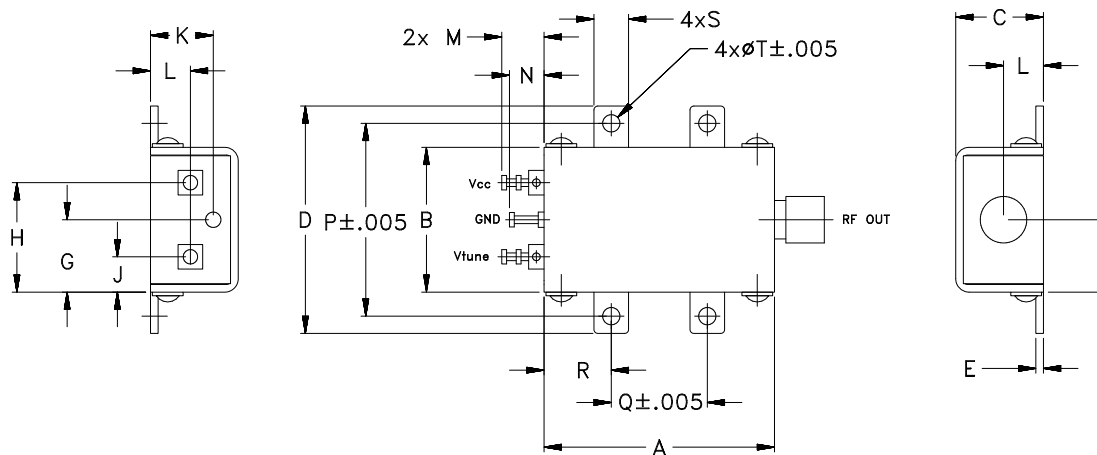 K
L
H
G
J
2x M
N
4xS
4xøT±.005
D
P±.005
B
Vcc
GND
Vtune
RF OUT
R
Q±.005
A
C
L
E